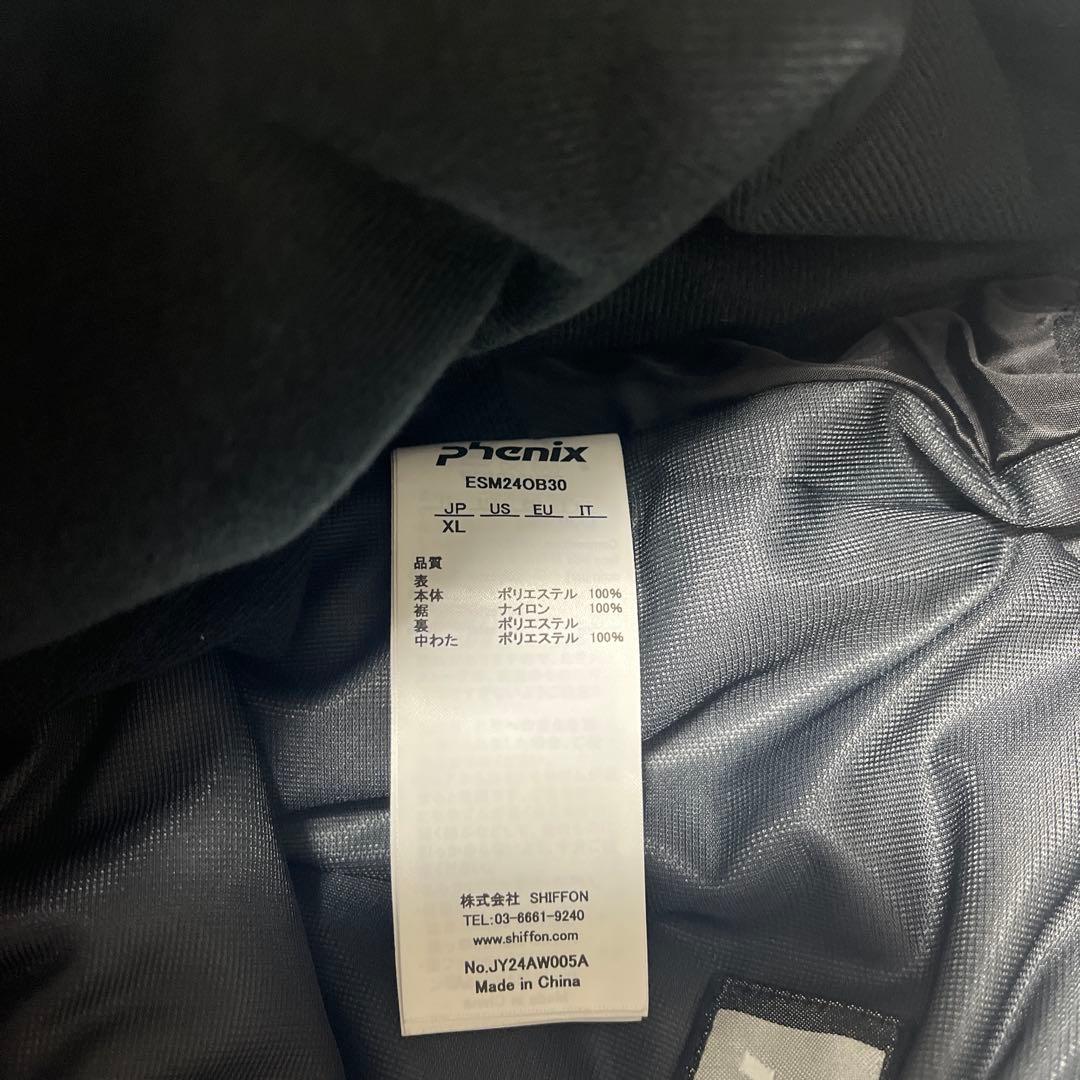 phenix
ESM24OB30
JP US EU IT
XL
品質
表
本体 ポリエステル 100%
裾 ナイロン 100%
裏 ポリエステル
中わた ポリエステル 100%
株式会社 SHIFFON
TEL:03-6661-9240
www.shiffon.com
No.JY24AW005A
Made in China